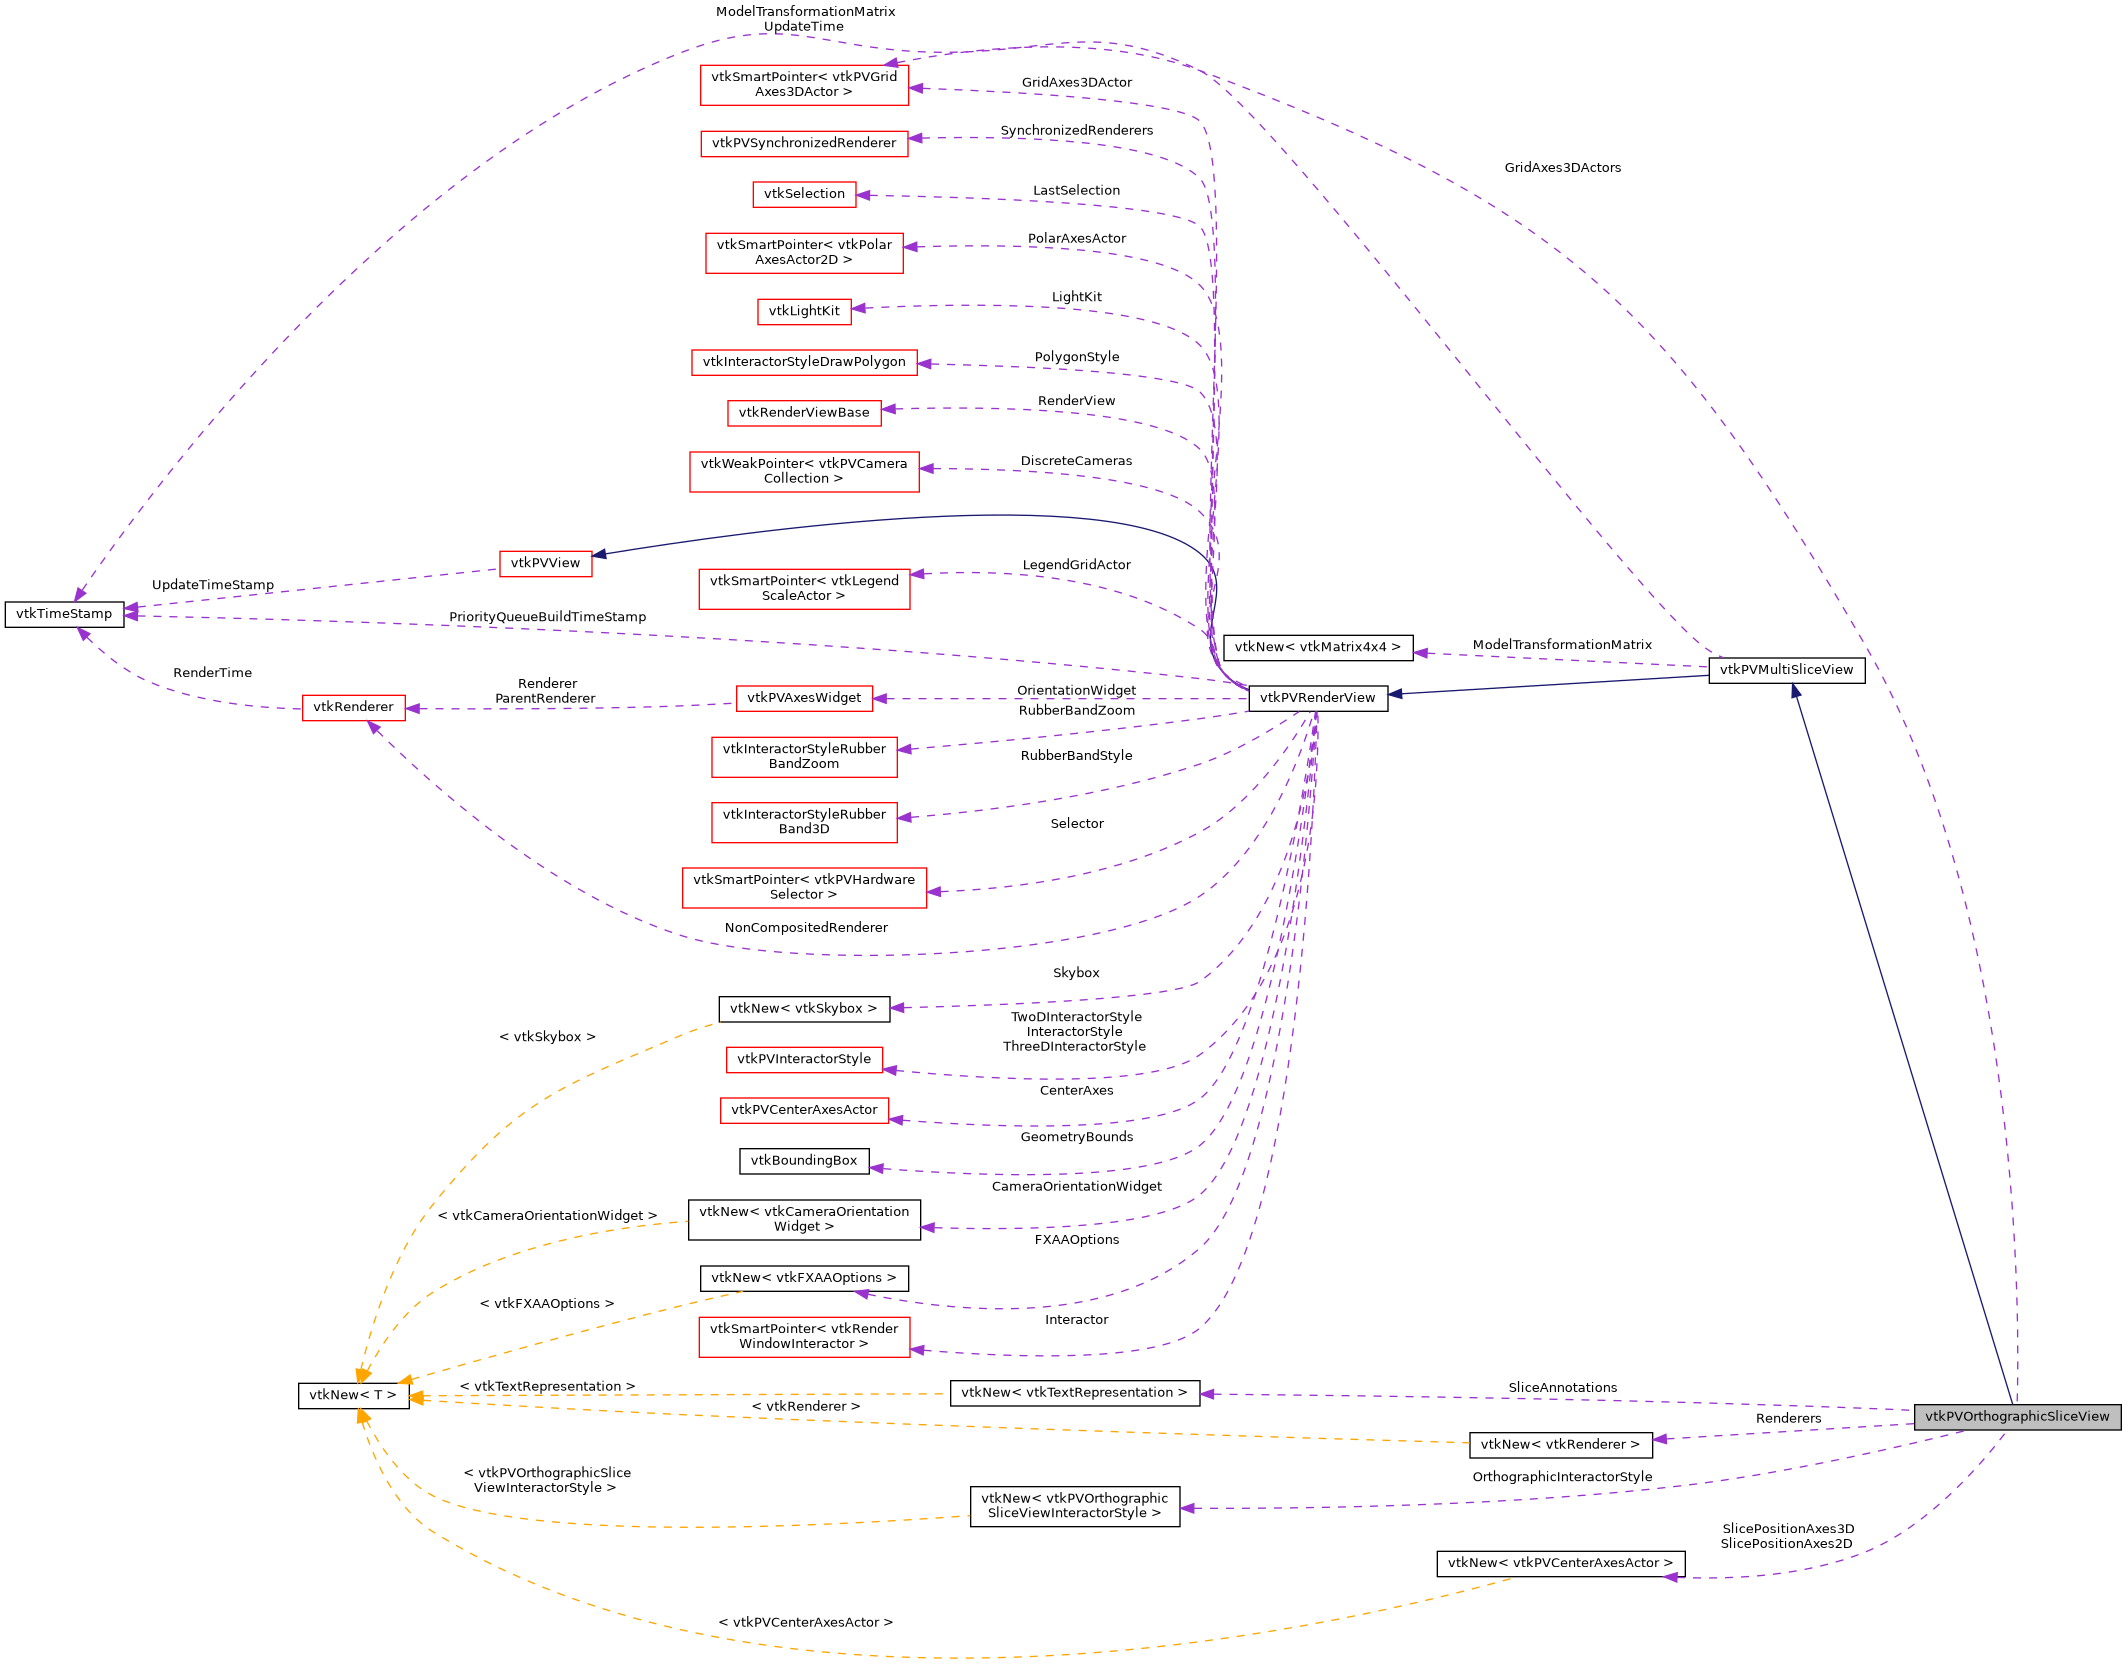 ModelTransformationMatrix
UpdateTime
vtkSmartPointer< vtkPVGrid
Axes3DActor >
GridAxes3DActor
vtkPVSynchronizedRenderer
SynchronizedRenderers
GridAxes3DActors
vtkSelection
LastSelection
vtkSmartPointer< vtkPolar
AxesActor2D >
PolarAxesActor
vtkLightKit
LightKit
vtkInteractorStyleDrawPolygon
PolygonStyle
vtkRenderViewBase
RenderView
vtkWeakPointer< vtkPVCamera
Collection >
DiscreteCameras
vtkPVView
vtkSmartPointer< vtkLegend
ScaleActor >
LegendGridActor
UpdateTimeStamp
vtkTimeStamp
PriorityQueueBuildTimeStamp
vtkNew< vtkMatrix4x4 >
ModelTransformationMatrix
vtkPVMultiSliceView
RenderTime
vtkRenderer
Renderer
ParentRenderer
vtkPVAxesWidget
OrientationWidget
vtkPVRenderView
RubberBandZoom
vtkInteractorStyleRubber
BandZoom
RubberBandStyle
vtkInteractorStyleRubber
Band3D
Selector
vtkSmartPointer< vtkPVHardware
Selector >
NonCompositedRenderer
Skybox
vtkNew< vtkSkybox >
< vtkSkybox >
TwoDInteractorStyle
InteractorStyle
ThreeDInteractorStyle
vtkPVInteractorStyle
CenterAxes
vtkPVCenterAxesActor
GeometryBounds
vtkBoundingBox
CameraOrientationWidget
vtkNew< vtkCameraOrientation
Widget >
< vtkCameraOrientationWidget >
FXAAOptions
vtkNew< vtkFXAAOptions >
< vtkFXAAOptions >
Interactor
vtkSmartPointer< vtkRender
WindowInteractor >
vtkNew< T >
< vtkTextRepresentation >
vtkNew< vtkTextRepresentation >
SliceAnnotations
< vtkRenderer >
Renderers
vtkPVOrthographicSliceView
vtkNew< vtkRenderer >
< vtkPVOrthographicSlice
ViewInteractorStyle >
OrthographicInteractorStyle
vtkNew< vtkPVOrthographic
SliceViewInteractorStyle >
SlicePositionAxes3D
SlicePositionAxes2D
vtkNew< vtkPVCenterAxesActor >
< vtkPVCenterAxesActor >